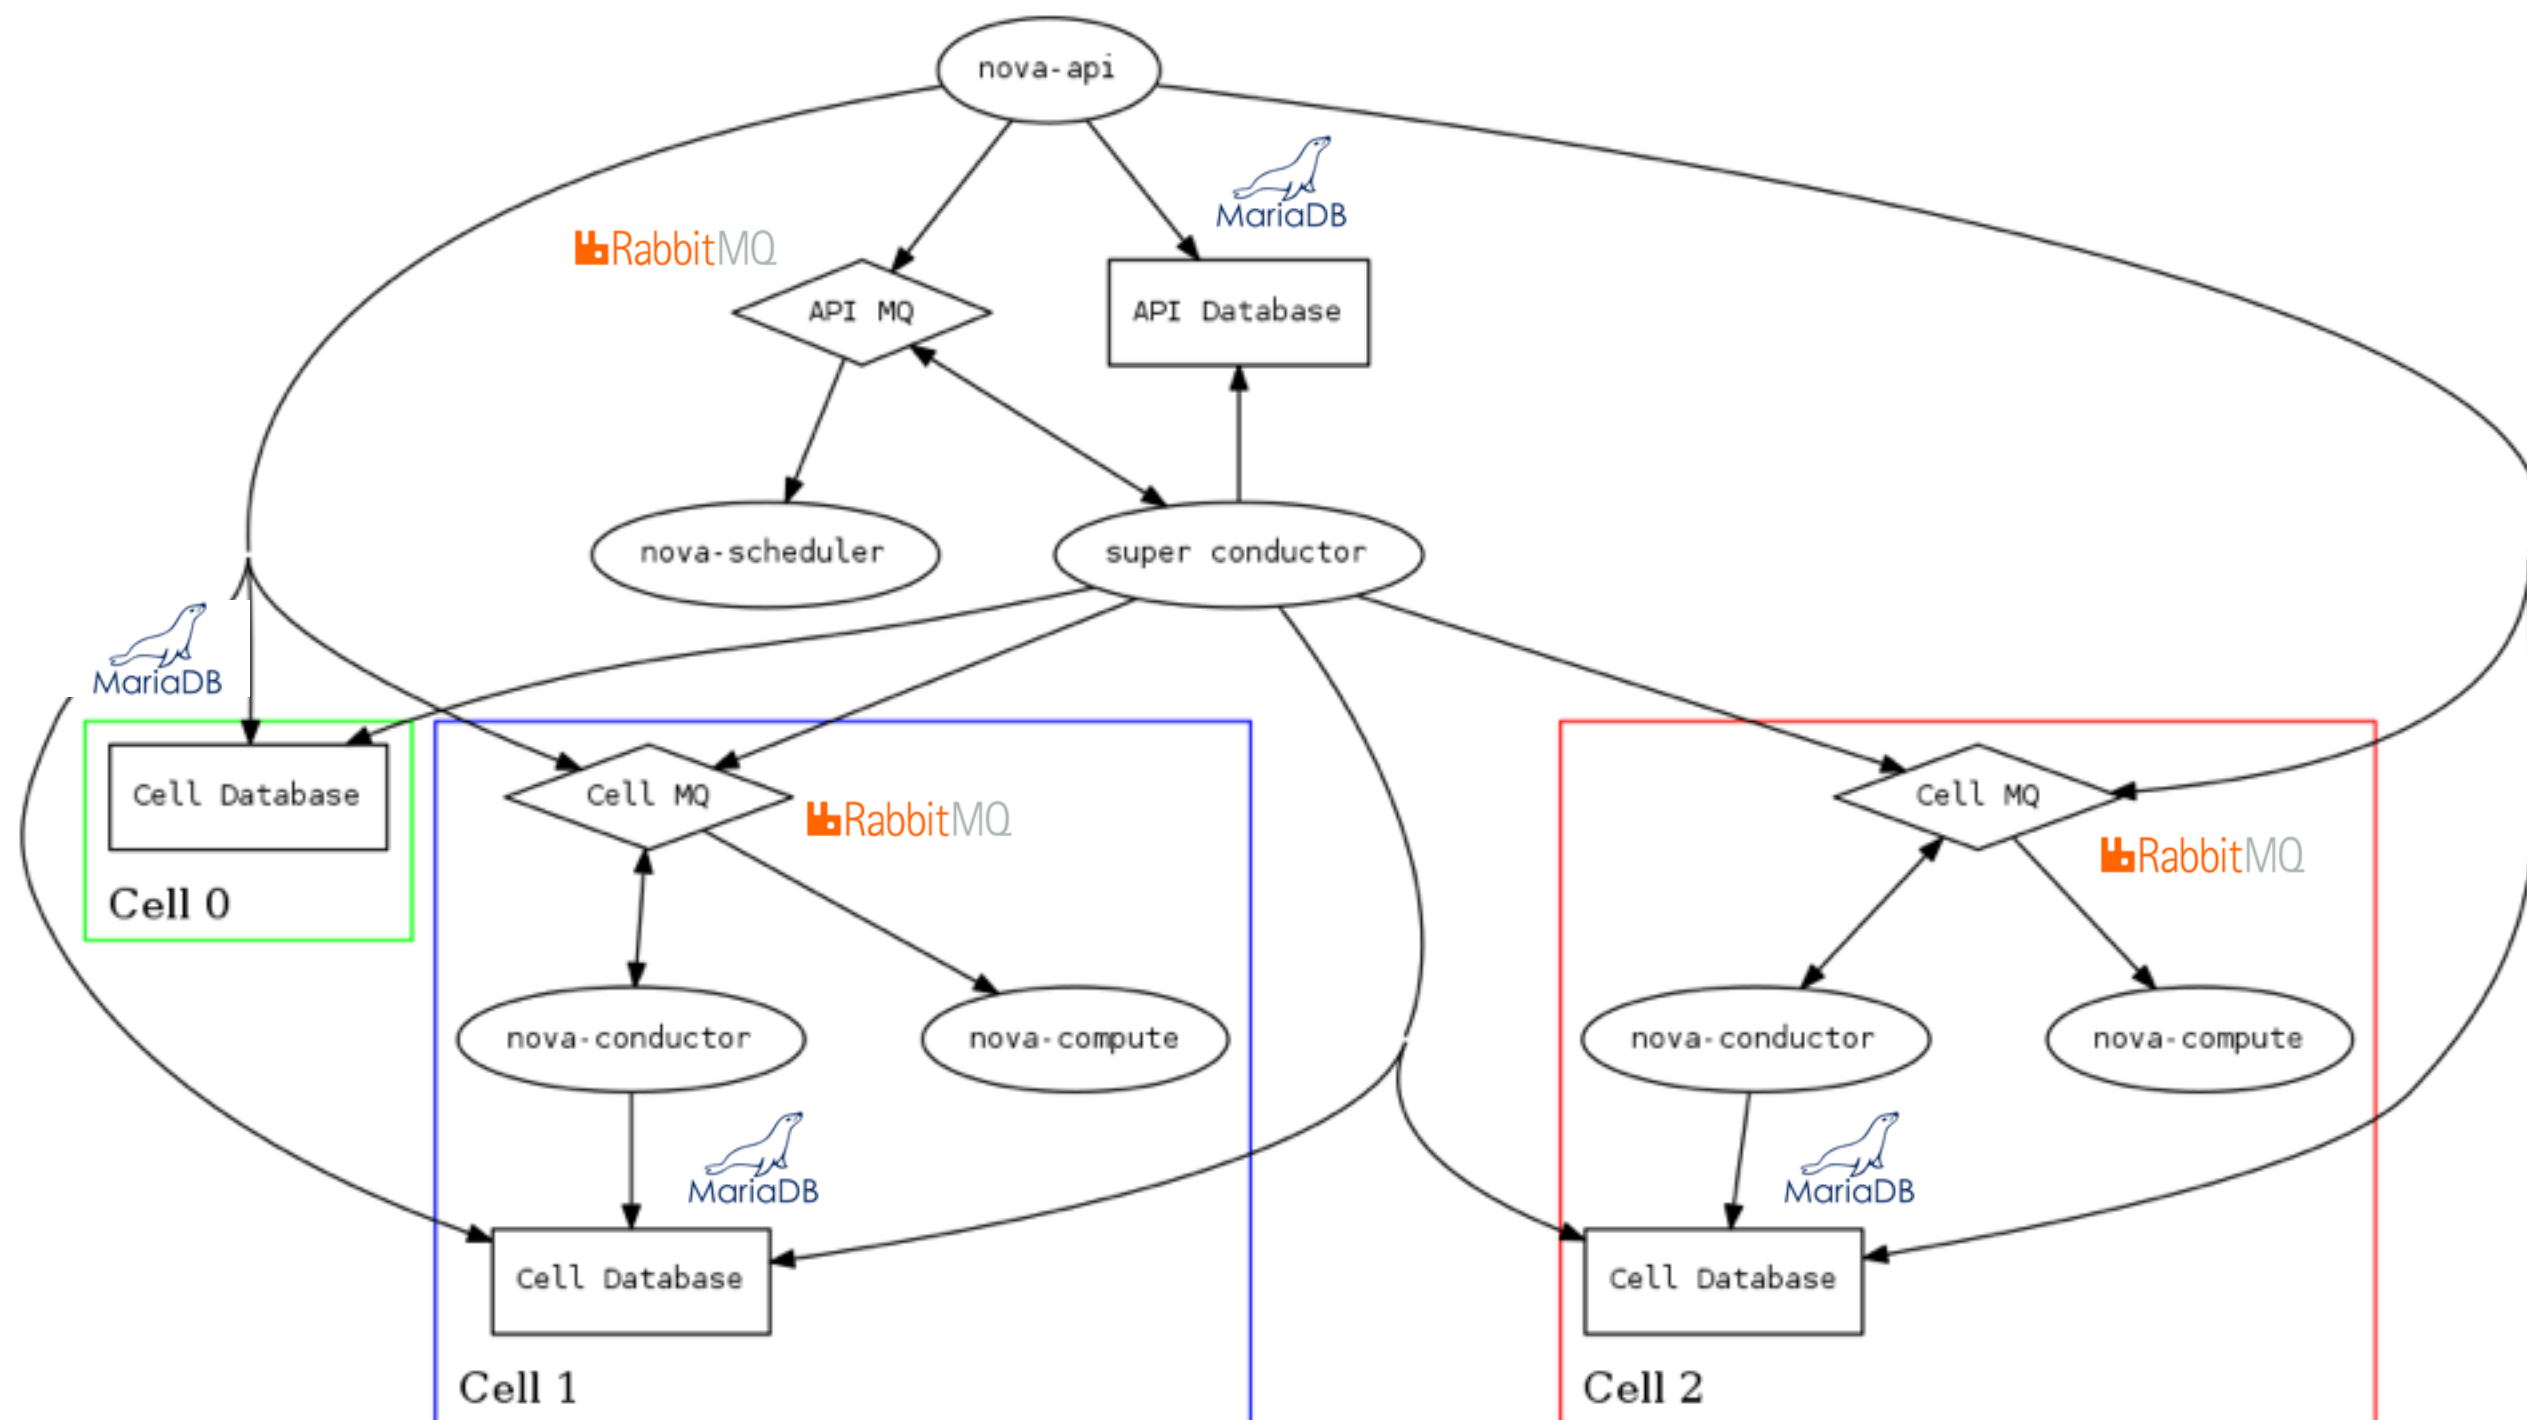 nova-api
MariaDB
RabbitMQ
API MQ
API Database
nova-scheduler
super conductor
MariaDB
Cell Database
Cell 0
Cell MQ
RabbitMQ
nova-conductor
nova-compute
MariaDB
Cell Database
Cell 1
Cell MQ
RabbitMQ
nova-conductor
nova-compute
MariaDB
Cell Database
Cell 2